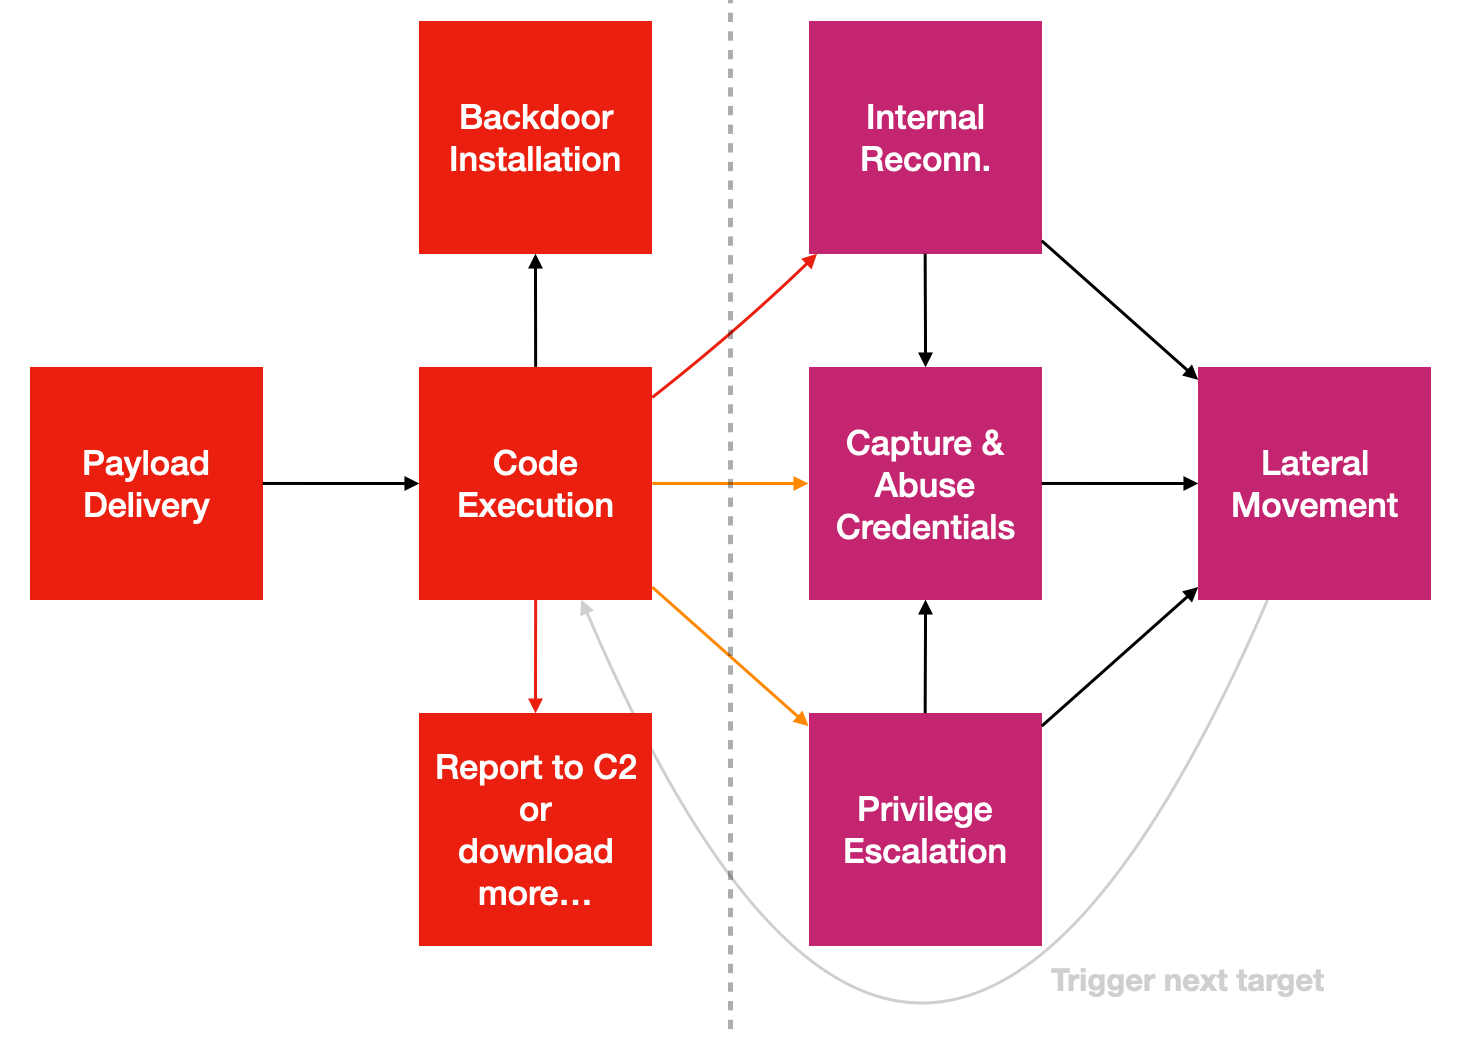 Backdoor
Installation
Internal
Reconn.
Payload
Delivery
Code
Execution
Capture &
Abuse
Credentials
Lateral
Movement
Report to C2
or
download
more…
Privilege
Escalation
Trigger next target